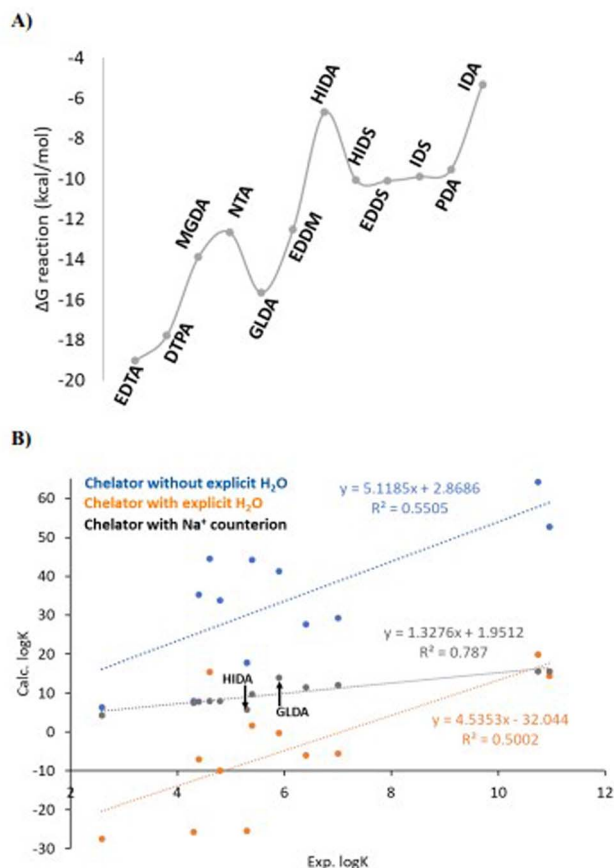 A)
ΔG reaction (kcal/mol)
-4
-6
-8
-10
-12
-14
-16
-18
-20
EDTA
DTPA
MGDA
NTA
GLDA
EDDM
HIDA
HIDS
EDDS
IDS
PDA
IDA
B)
Chelator without explicit H₂O
Chelator with explicit H₂O
Chelator with Na⁺ counterion
y = 5.1185x + 2.8686
R² = 0.5505
y = 1.3276x + 1.9512
R² = 0.787
y = 4.5353x - 32.044
R² = 0.5002
HIDA
GLDA
Calc. logK
60
50
40
30
20
10
0
-10
-20
-30
2
4
6
8
10
12
Exp. logK